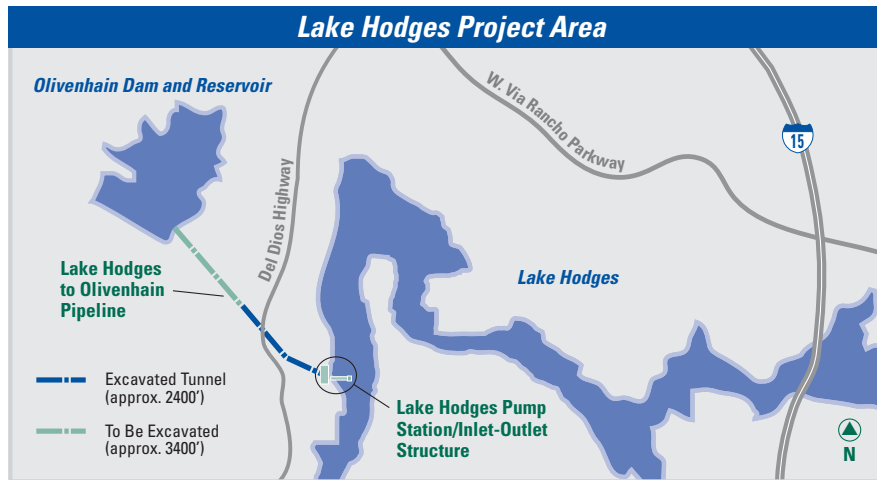 Lake Hodges Project Area
Olivenhain Dam and Reservoir
W. Via Rancho Parkway
15
Del Dios Highway
Lake Hodges
to Olivenhain
Pipeline
Lake Hodges
Excavated Tunnel
(approx. 2400’)
To Be Excavated
(approx. 3400’)
Lake Hodges Pump
Station/Inlet-Outlet
Structure
N